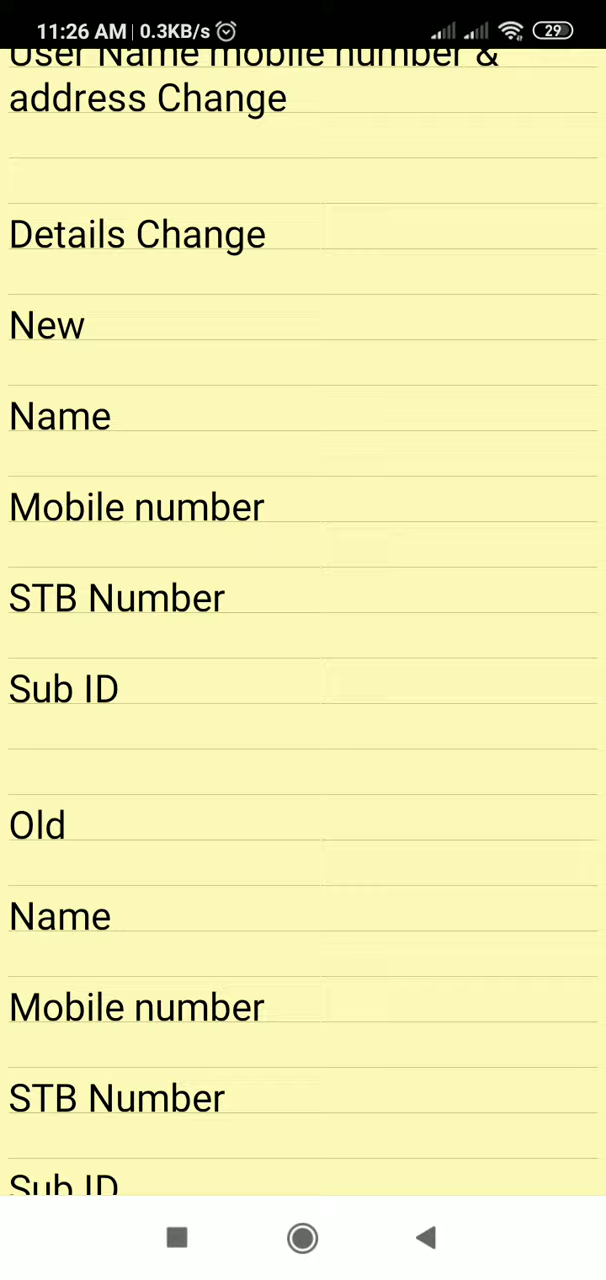 11:26 AM | 0.3KB/s
29
User Name mobile number &
address Change
Details Change
New
Name
Mobile number
STB Number
Sub ID
Old
Name
Mobile number
STB Number
Sub ID